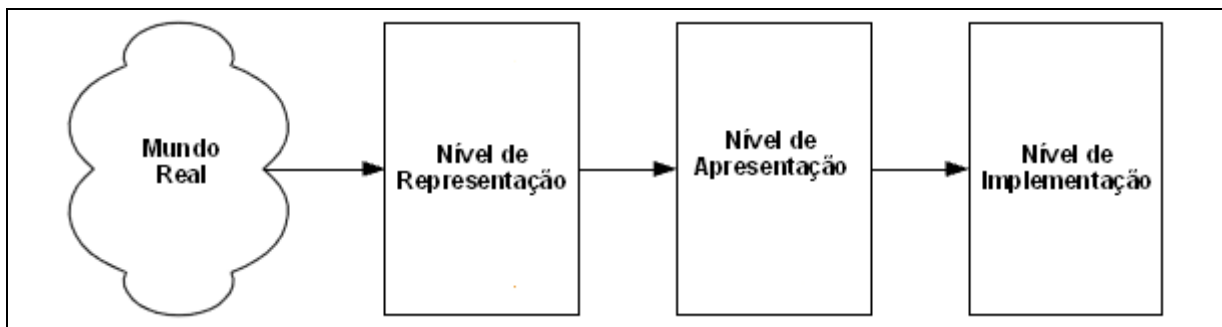 Mundo
Real
Nível de
Representação
Nível de
Apresentação
Nível de
Implementação